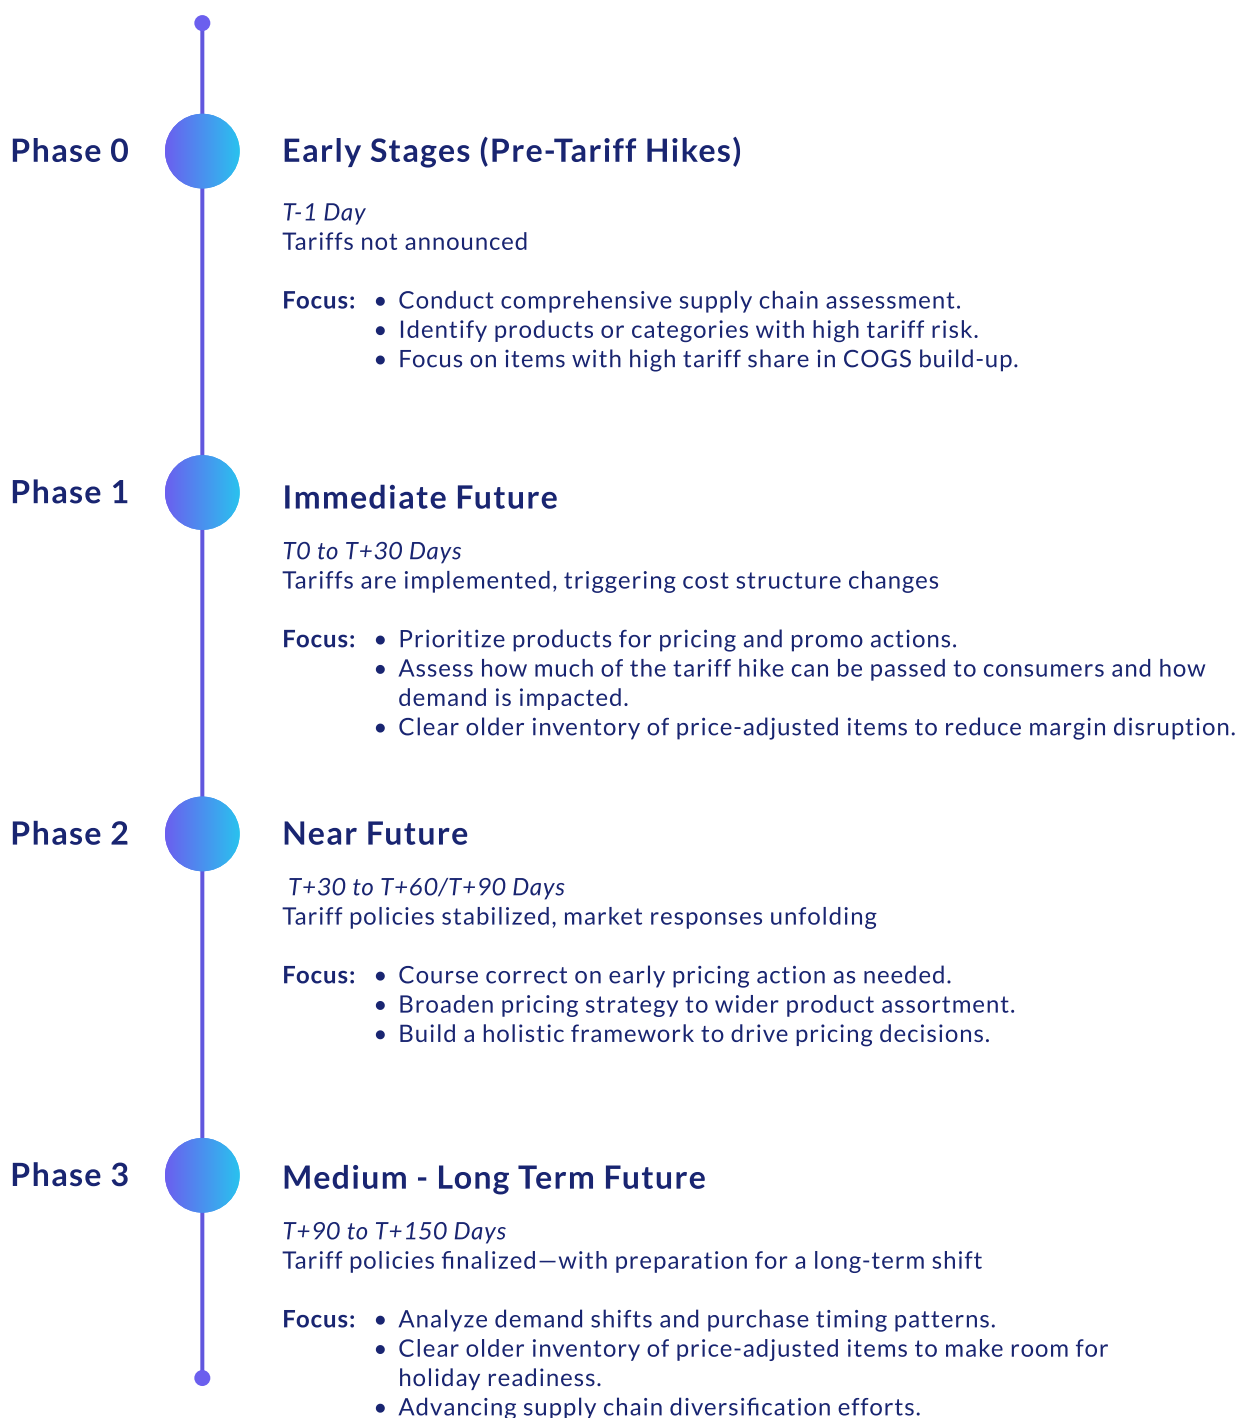 Phase 0
Early Stages (Pre-Tariff Hikes)
T-1 Day
Tariffs not announced
Focus: • Conduct comprehensive supply chain assessment.
• Identify products or categories with high tariff risk.
• Focus on items with high tariff share in COGS build-up.
Phase 1
Immediate Future
T0 to T+30 Days
Tariffs are implemented, triggering cost structure changes
Focus: • Prioritize products for pricing and promo actions.
• Assess how much of the tariff hike can be passed to consumers and how
demand is impacted.
• Clear older inventory of price-adjusted items to reduce margin disruption.
Phase 2
Near Future
T+30 to T+60/T+90 Days
Tariff policies stabilized, market responses unfolding
Focus: • Course correct on early pricing action as needed.
• Broaden pricing strategy to wider product assortment.
• Build a holistic framework to drive pricing decisions.
Phase 3
Medium - Long Term Future
T+90 to T+150 Days
Tariff policies finalized—with preparation for a long-term shift
Focus: • Analyze demand shifts and purchase timing patterns.
• Clear older inventory of price-adjusted items to make room for
holiday readiness.
• Advancing supply chain diversification efforts.